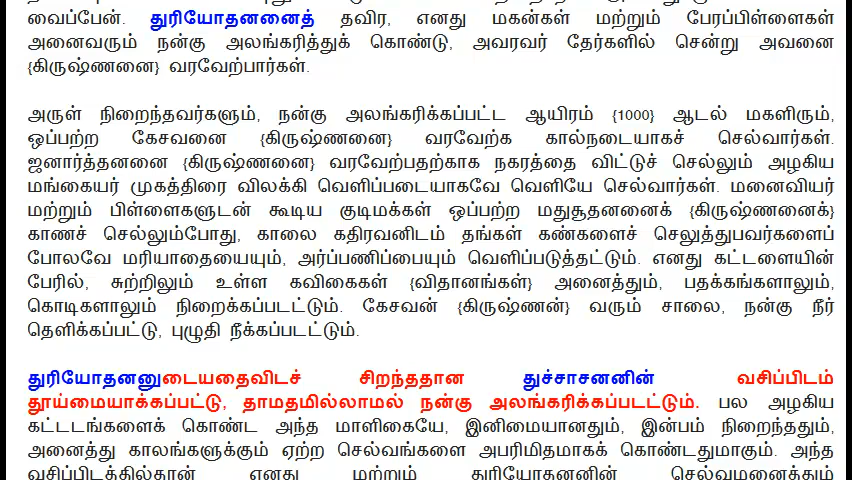 வைப்பேன். துரியோதனனைத் தவிர, எனது மகன்கள் மற்றும் பேரப்பிள்ளைகள்
அனைவரும் நன்கு அலங்கரித்துக் கொண்டு, அவரவர் தேர்களில் சென்று அவனை
{கிருஷ்ணனை} வரவேற்பார்கள்.
அருள் நிறைந்தவர்களும், நன்கு அலங்கரிக்கப்பட்ட ஆயிரம் {1000} ஆடல் மகளிரும்,
ஒப்பற்ற கேசவனை {கிருஷ்ணனை} வரவேற்க கால்நடையாகச் செல்வார்கள்.
ஜனார்த்தனனை {கிருஷ்ணனை} வரவேற்பதற்காக நகரத்தை விட்டுச் செல்லும் அழகிய
மங்கையர் முகத்திரை விலக்கி வெளிப்படையாகவே வெளியே செல்வார்கள். மனைவியர்
மற்றும் பிள்ளைகளுடன் கூடிய குடிமக்கள் ஒப்பற்ற மதுசூதனனைக் {கிருஷ்ணனைக்}
காணச் செல்லும்போது, காலை கதிரவனிடம் தங்கள் கண்களைச் செலுத்துபவர்களைப்
போலவே மரியாதையையும், அர்ப்பணிப்பையும் வெளிப்படுத்தட்டும். எனது கட்டளையின்
பேரில், சுற்றிலும் உள்ள கவிகைகள் {விதானங்கள்} அனைத்தும், பதக்கங்களாலும்,
கொடிகளாலும் நிறைக்கப்படட்டும். கேசவன் {கிருஷ்ணன்} வரும் சாலை, நன்கு நீர்
தெளிக்கப்பட்டு, புழுதி நீக்கப்படட்டும்.
துரியோதனனுடையதைவிடச் சிறந்ததான துச்சாசனனின் வசிப்பிடம்
தூய்மையாக்கப்பட்டு, தாமதமில்லாமல் நன்கு அலங்கரிக்கப்படட்டும். பல அழகிய
கட்டடங்களைக் கொண்ட அந்த மாளிகையே, இனிமையானதும், இன்பம் நிறைந்ததும்,
அனைத்து காலங்களுக்கும் ஏற்ற செல்வங்களை அபரிமிதமாகக் கொண்டதுமாகும். அந்த
வசிப்பிடத்தில்தான் எனது மற்றும் துரியோதனனின் செல்வமனைத்தும்